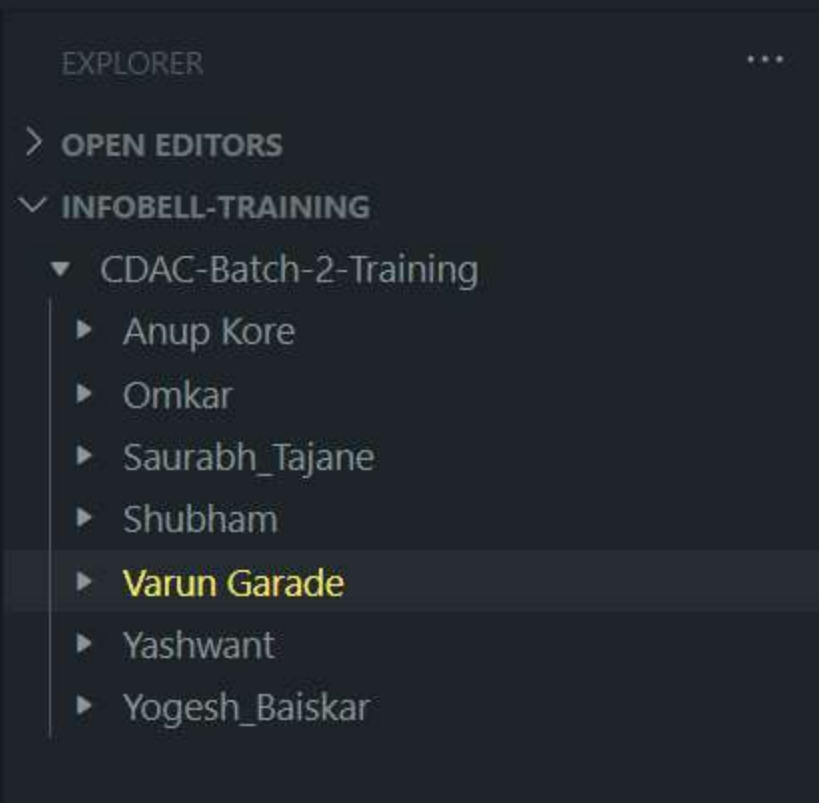 EXPLORER
OPEN EDITORS
INFOBELL-TRAINING
CDAC-Batch-2-Training
Anup Kore
Omkar
Saurabh_Tajane
Shubham
Varun Garade
Yashwant
Yogesh_Baiskar